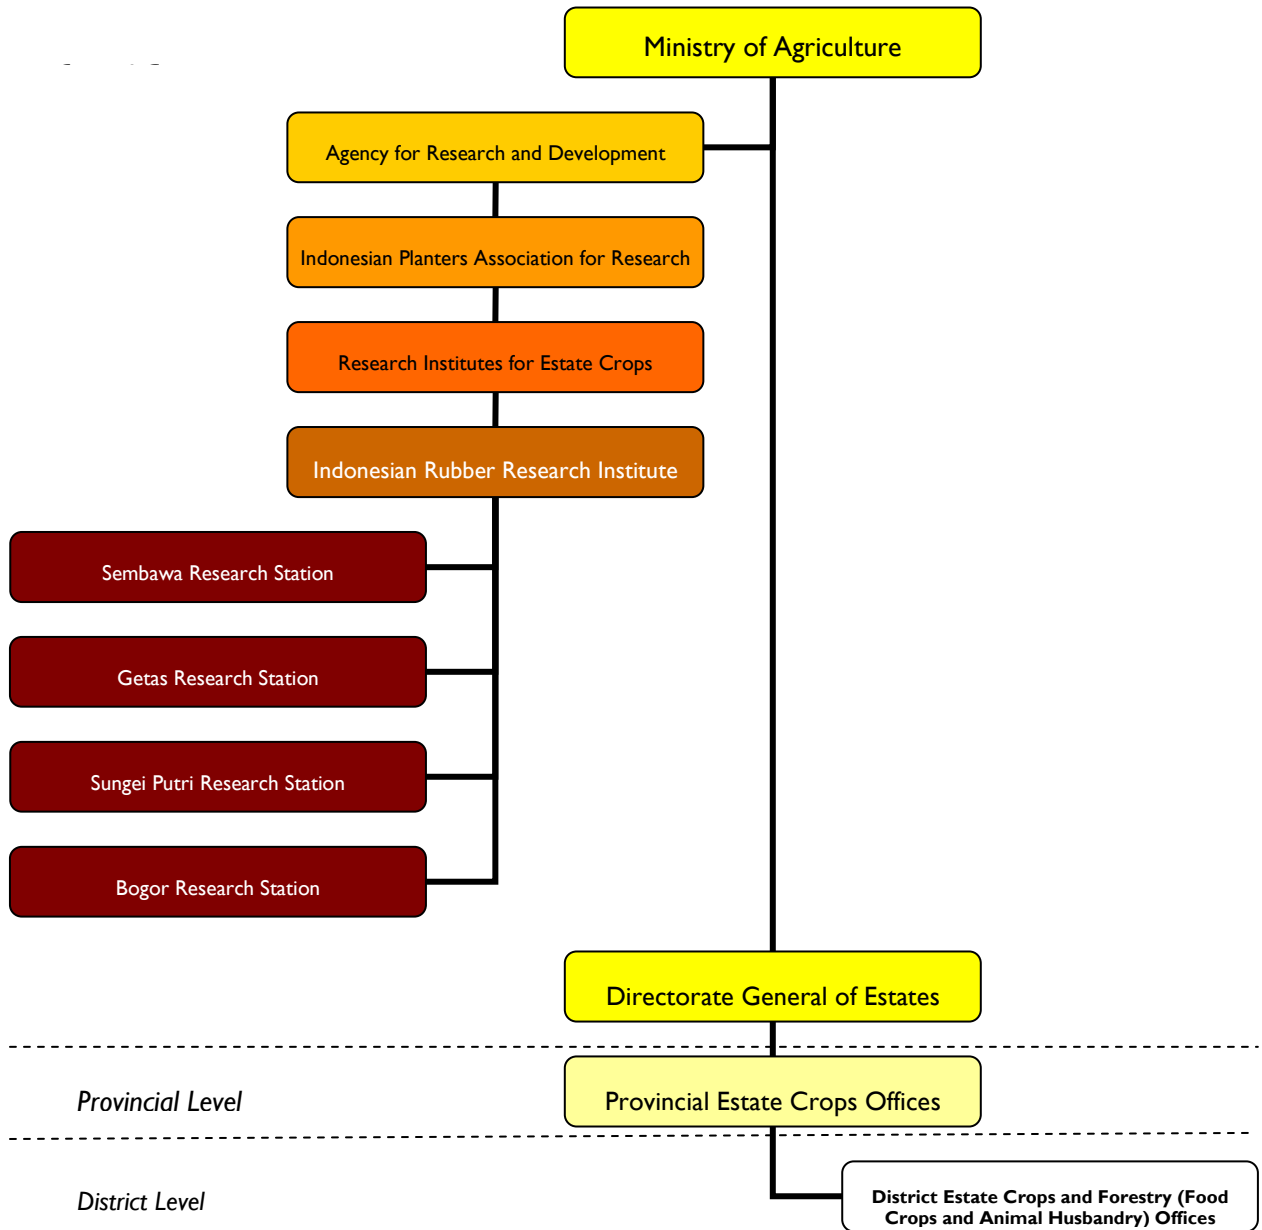 Ministry of Agriculture
Agency for Research and Development
Indonesian Planters Association for Research
Research Institutes for Estate Crops
Indonesian Rubber Research Institute
Sembawa Research Station
Getas Research Station
Sungei Putri Research Station
Bogor Research Station
Directorate General of Estates
Provincial Level
Provincial Estate Crops Offices
District Level
District Estate Crops and Forestry (Food
Crops and Animal Husbandry) Offices